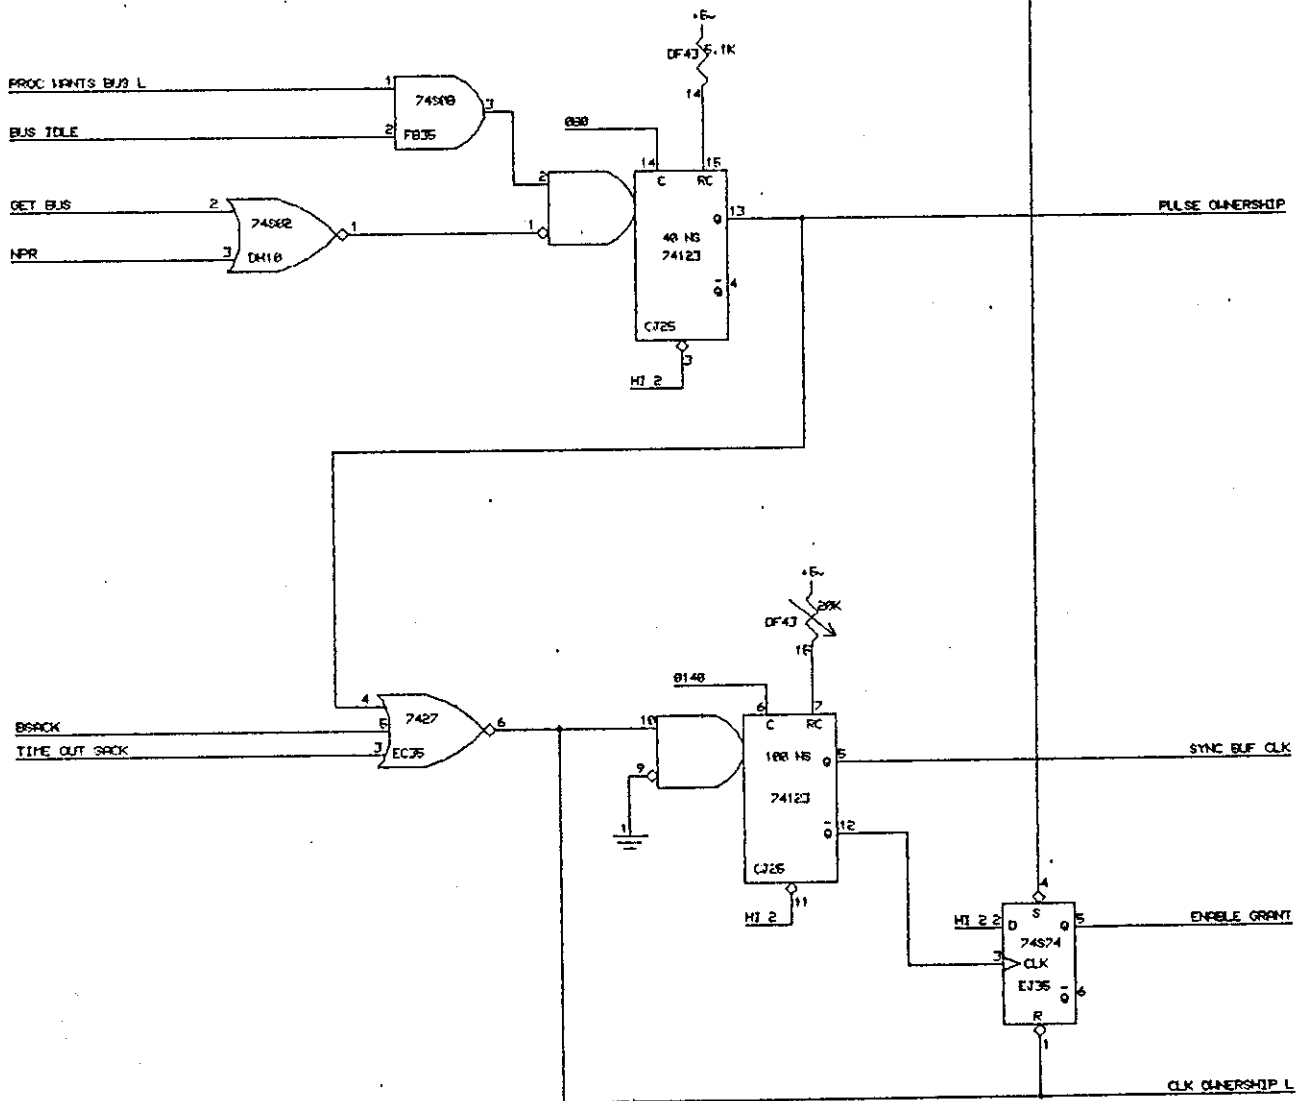 +5~
DF43 5.1K
14
PROC WANTS BUS L
1
74S08
3
BUS IDLE
2
FB35
080
14
15
C
RC
2
GET BUS
2
74S02
1
1
NPR
3
DH10
Q
13
PULSE OWNERSHIP
40 NS
74123
Q
4
CJ25
3
HI 2
+5~
20K
DF43
16
0140
6
7
C
RC
4
7427
6
10
BSACK
5
TIME OUT SACK
3
EC35
100 NS
Q
5
SYNC BUF CLK
9
74123
1
Q
12
CJ25
11
HI 2
4
S
HI 2
2
D
Q
5
ENABLE GRANT
74S74
3
CLK
EJ35
Q
6
R
1
CLK OWNERSHIP L